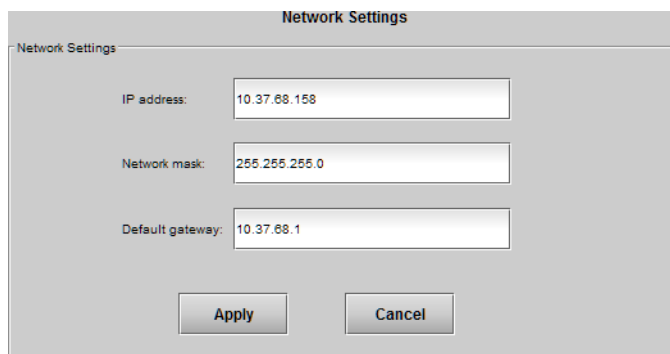 Network Settings
Network Settings
IP address: 10.37.68.158
Network mask: 255.255.255.0
Default gateway: 10.37.68.1
Apply Cancel